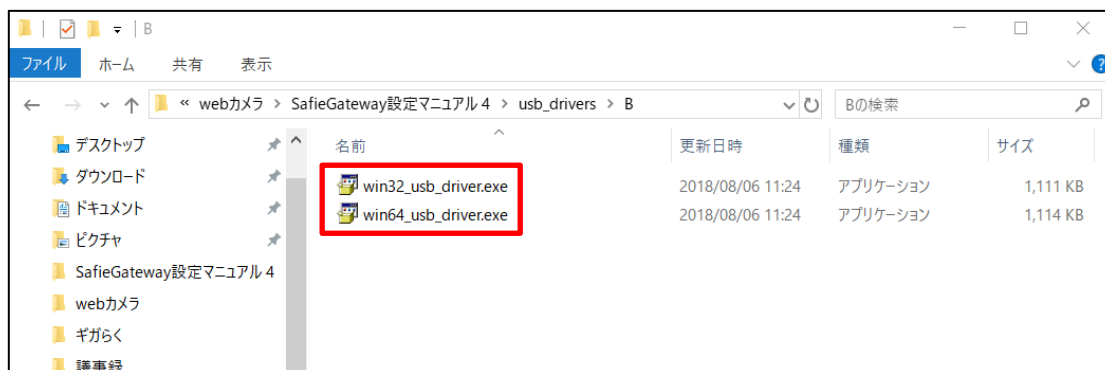 B
ファイル ホーム 共有 表示
« webカメラ > SafieGateway設定マニュアル 4 > usb_drivers > B Bの検索
デスクトップ 名前 更新日時 種類 サイズ
ダウンロード win32_usb_driver.exe 2018/08/06 11:24 アプリケーション 1,111 KB
ドキュメント win64_usb_driver.exe 2018/08/06 11:24 アプリケーション 1,114 KB
ピクチャ
SafieGateway設定マニュアル 4
webカメラ
ギガらく
議事録